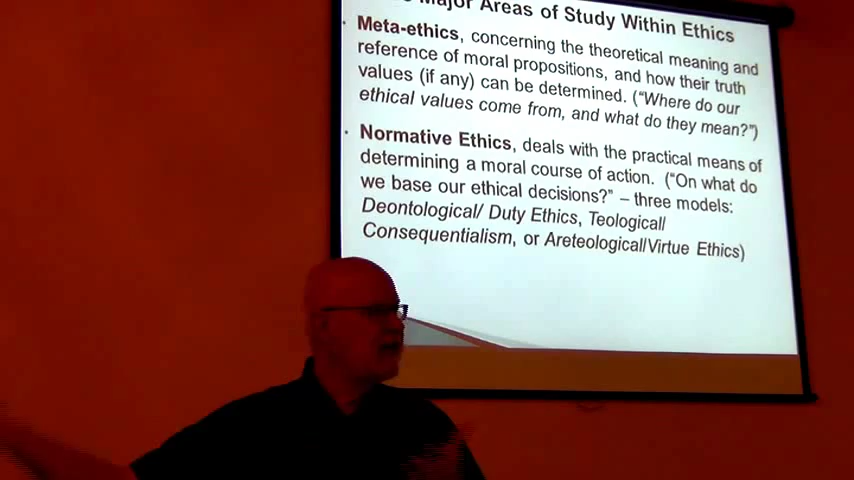 Major Areas of Study Within Ethics
• Meta-ethics, concerning the theoretical meaning and
reference of moral propositions, and how their truth
values (if any) can be determined. (“Where do our
ethical values come from, and what do they mean?”)
• Normative Ethics, deals with the practical means of
determining a moral course of action. (“On what do
we base our ethical decisions?” – three models:
Deontological/ Duty Ethics, Teological/
Consequentialism, or Areteological/Virtue Ethics)